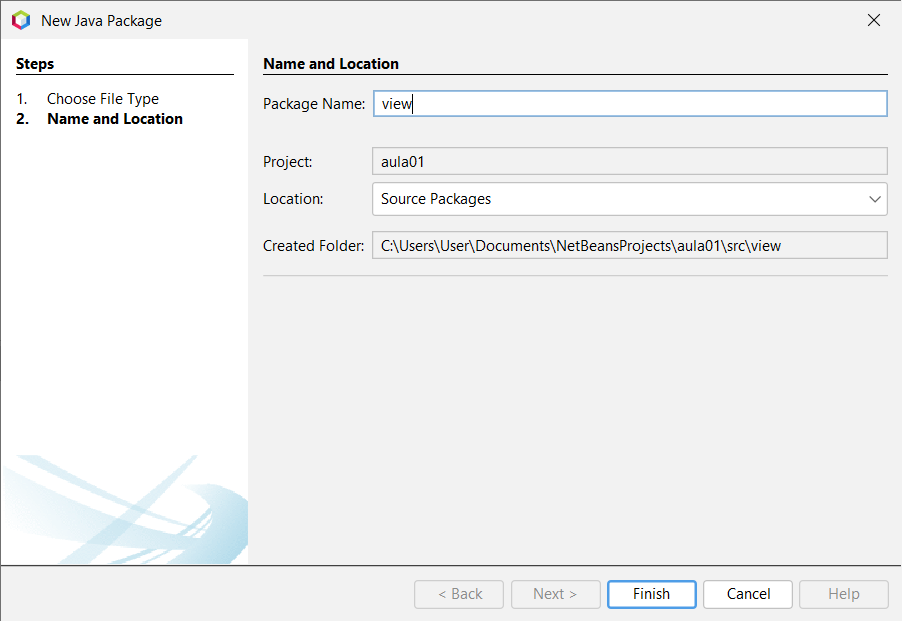 New Java Package
Steps
1. Choose File Type
2. Name and Location
Name and Location
Package Name: view
Project: aula01
Location: Source Packages
Created Folder: C:\Users\User\Documents\NetBeansProjects\aula01\src\view
< Back Next > Finish Cancel Help